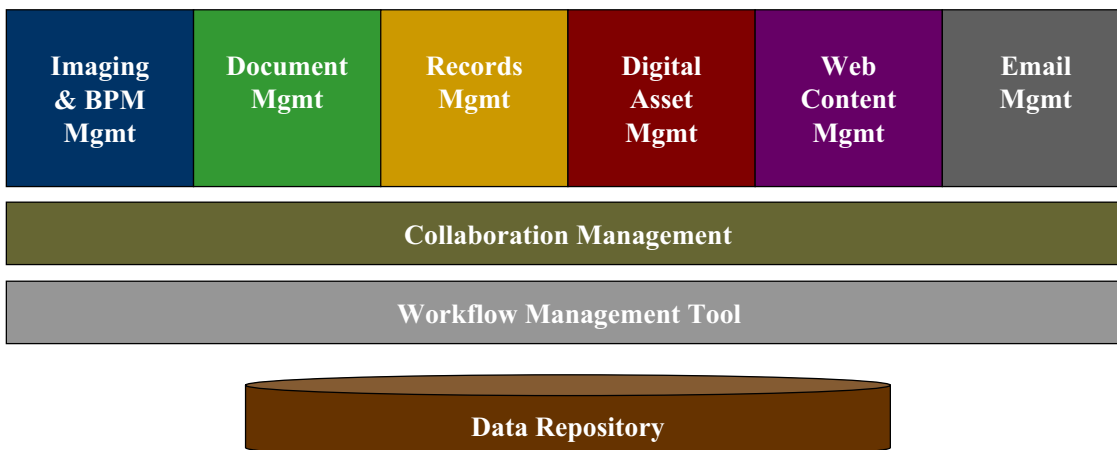 Imaging
& BPM
Mgmt
Document
Mgmt
Records
Mgmt
Digital
Asset
Mgmt
Web
Content
Mgmt
Email
Mgmt
Collaboration Management
Workflow Management Tool
Data Repository